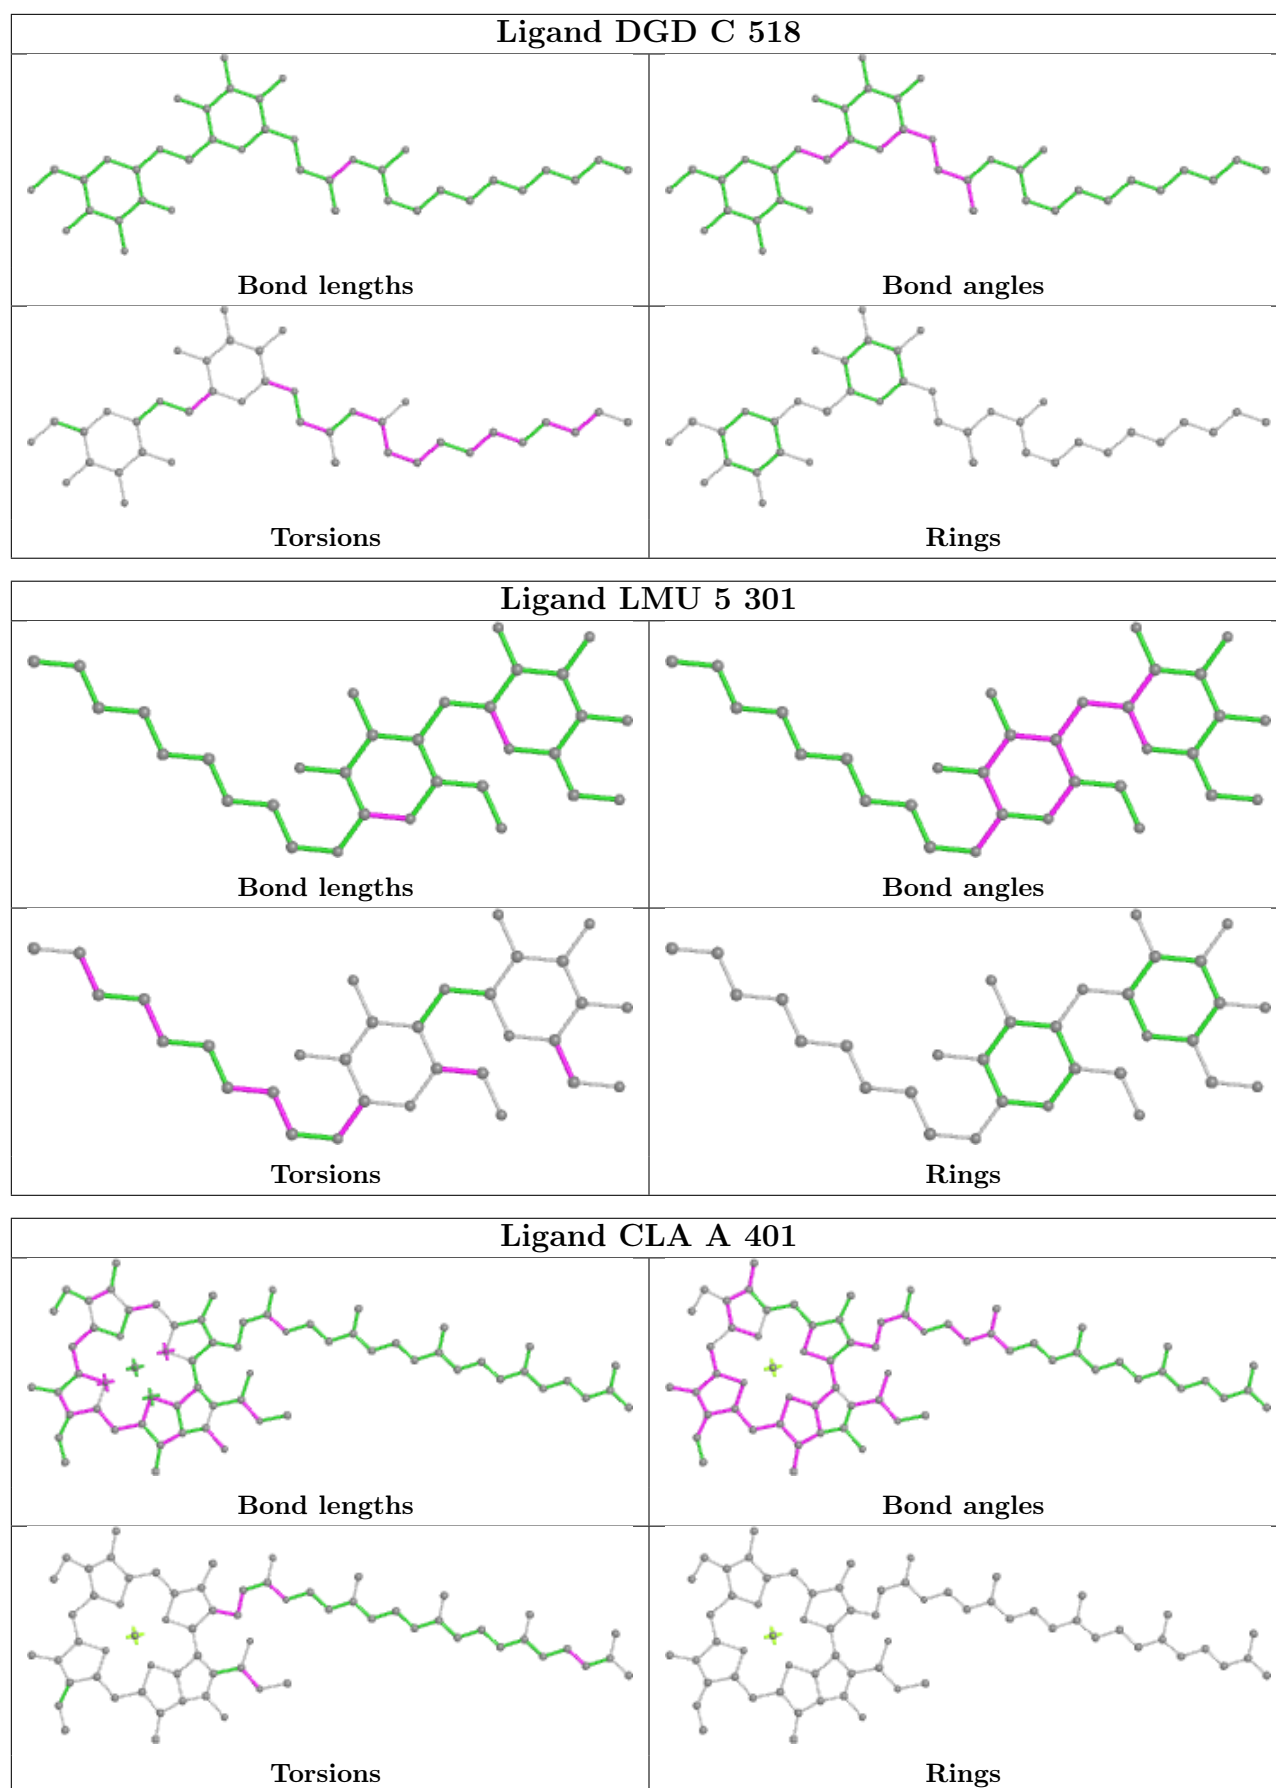 Ligand DGD C 518
Bond lengths
Bond angles
Torsions
Rings
Ligand LMU 5 301
Bond lengths
Bond angles
Torsions
Rings
Ligand CLA A 401
Bond lengths
Bond angles
Torsions
Rings